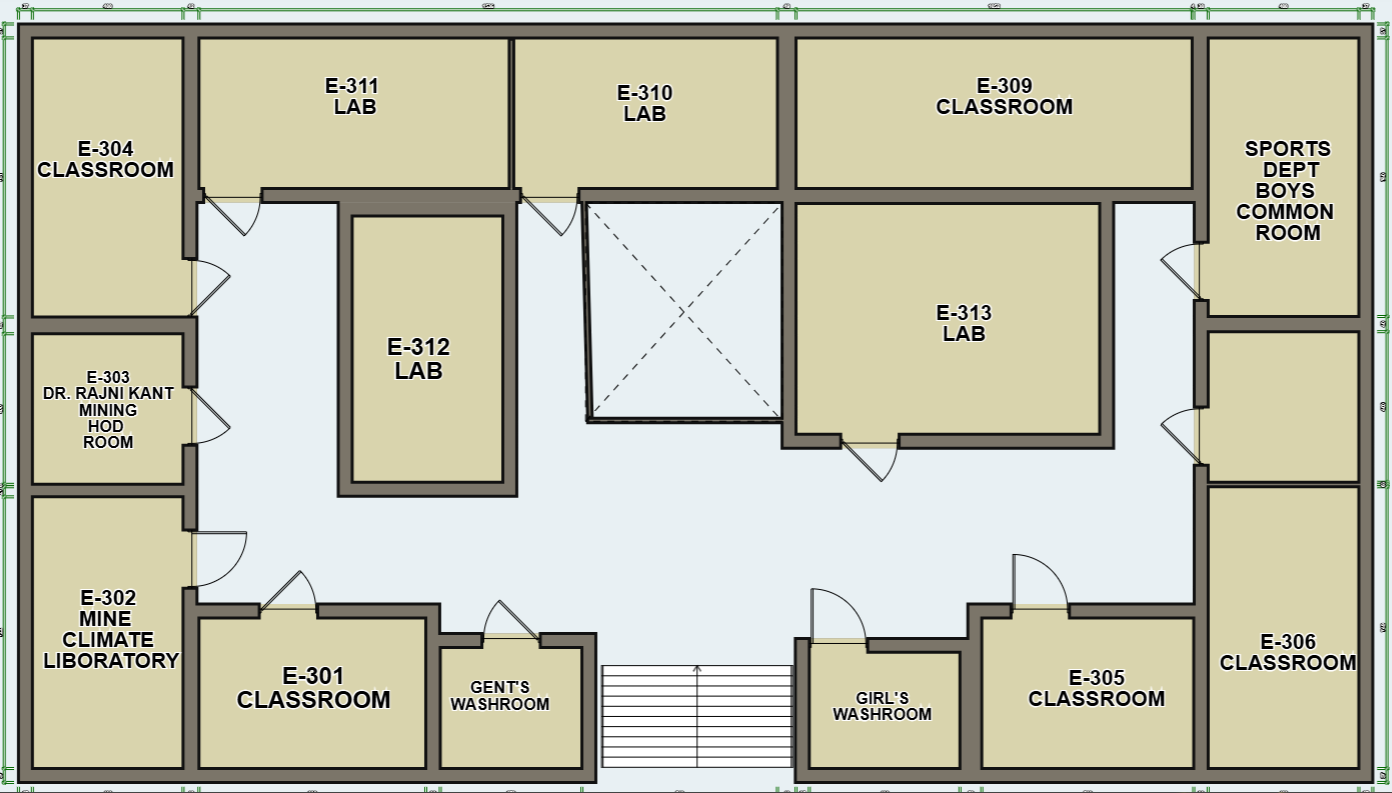 E-311
LAB
E-310
LAB
E-309
CLASSROOM
E-304
CLASSROOM
SPORTS
DEPT
BOYS
COMMON
ROOM
E-312
LAB
E-313
LAB
E-303
DR. RAJNI KANT
MINING
HOD
ROOM
E-302
MINE
CLIMATE
LIBORATORY
E-301
CLASSROOM
GENT'S
WASHROOM
GIRL'S
WASHROOM
E-305
CLASSROOM
E-306
CLASSROOM